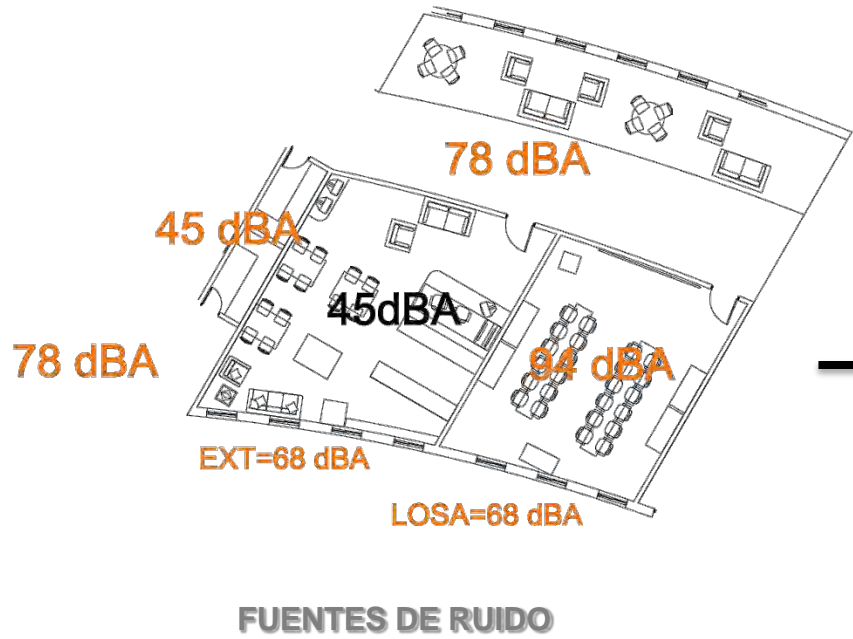 78 dBA
45 dBA
45dBA
78 dBA
94 dBA
EXT=68 dBA
LOSA=68 dBA
FUENTES DE RUIDO